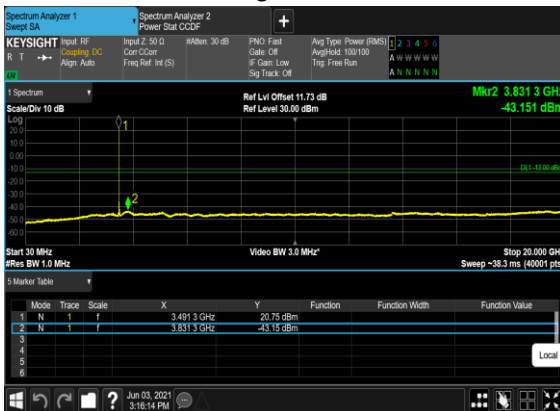 Spectrum Analyzer 1
Swept SA
Spectrum Analyzer 2
Power Stat CCDF
KEYSIGHT
R T
LV
Input: RF
Coupling: DC
Align: Auto
Input Z: 50 Ω
Corr CCorr
Freq Ref: Int (S)
#Atten: 30 dB
PNO: Fast
Gate: Off
IF Gain: Low
Sig Track: Off
Avg Type: Power (RMS)
Avg|Hold: 100/100
Trig: Free Run
1 2 3 4 5 6
A W W W W W
A N N N N N
1 Spectrum
Scale/Div 10 dB
Ref Lvl Offset 11.73 dB
Ref Level 30.00 dBm
Mkr2 3.831 3 GHz
-43.151 dBm
Log
20.0
10.0
0.00
-10.0
-20.0
-30.0
-40.0
-50.0
-60.0
1
2
DL1 -13.00 dBm
Start 30 MHz
#Res BW 1.0 MHz
Video BW 3.0 MHz*
Stop 20.000 GHz
Sweep ~38.3 ms (40001 pts
5 Marker Table
Mode Trace Scale X Y Function Function Width Function Value
1 N 1 f 3.491 3 GHz 20.75 dBm
2 N 1 f 3.831 3 GHz -43.15 dBm
3
4
5
6
Local
?
Jun 03, 2021
3:16:14 PM